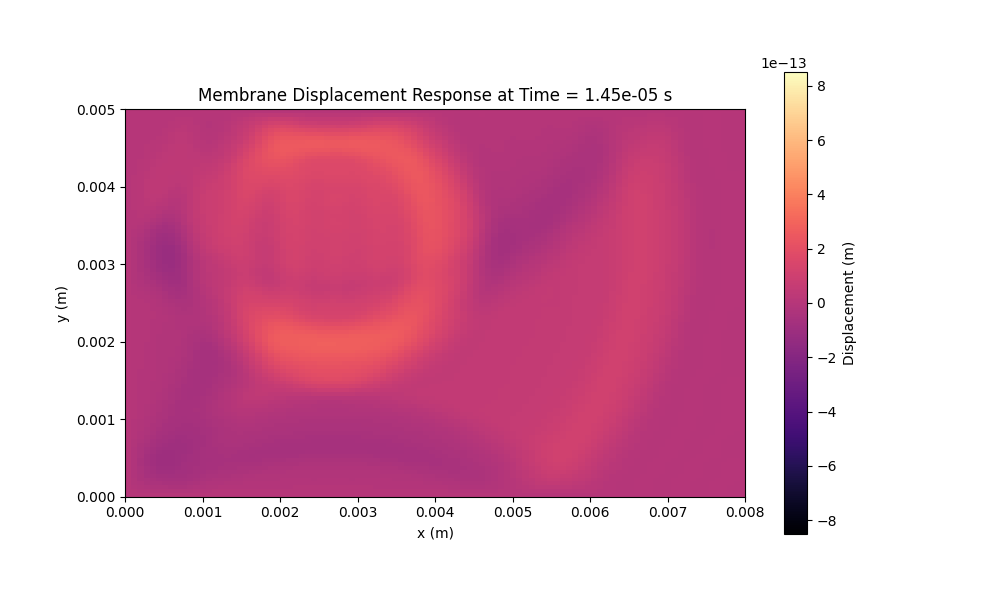 1e−13
Membrane Displacement Response at Time = 1.45e-05 s
0.005
0.004
0.003
0.002
0.001
0.000
y (m)
0.000 0.001 0.002 0.003 0.004 0.005 0.006 0.007 0.008
x (m)
8
6
4
2
0
−2
−4
−6
−8
Displacement (m)